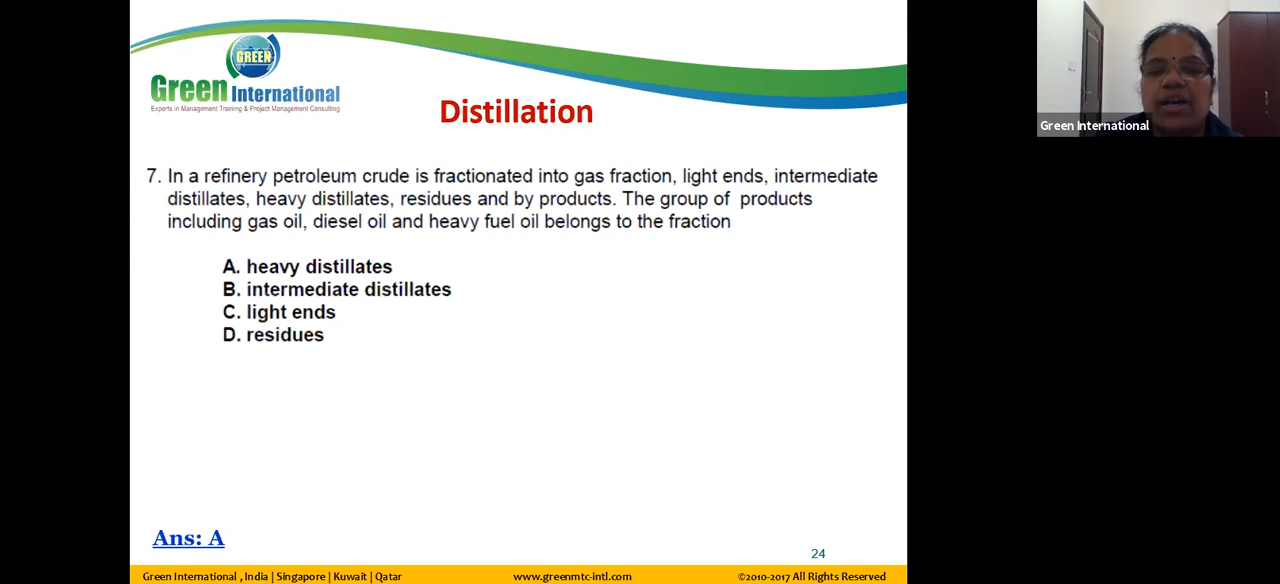 GREEN
Green International
Experts in Management Training & Project Management Consulting
Distillation
Green International
7. In a refinery petroleum crude is fractionated into gas fraction, light ends, intermediate
distillates, heavy distillates, residues and by products. The group of products
including gas oil, diesel oil and heavy fuel oil belongs to the fraction
A. heavy distillates
B. intermediate distillates
C. light ends
D. residues
Ans: A
24
Green International , India | Singapore | Kuwait | Qatar
www.greenmtc-intl.com
©2010-2017 All Rights Reserved